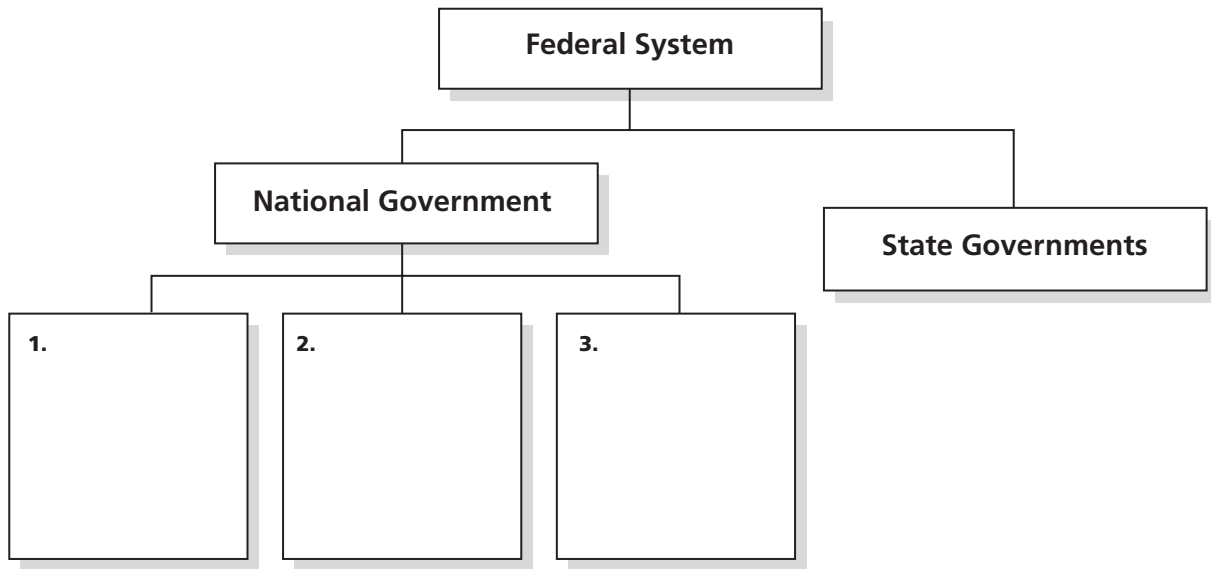 Federal System
National Government
State Governments
1.
2.
3.